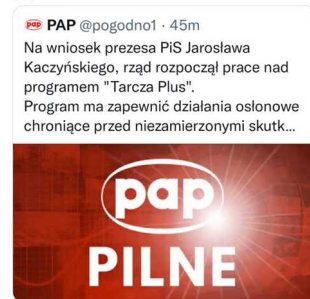 pap PAP @pogodno1 · 45m
Na wniosek prezesa PiS Jarosława
Kaczyńskiego, rząd rozpoczął prace nad
programem "Tarcza Plus".
Program ma zapewnić działania osłonowe
chroniące przed niezamierzonymi skutk...
pap
PILNE